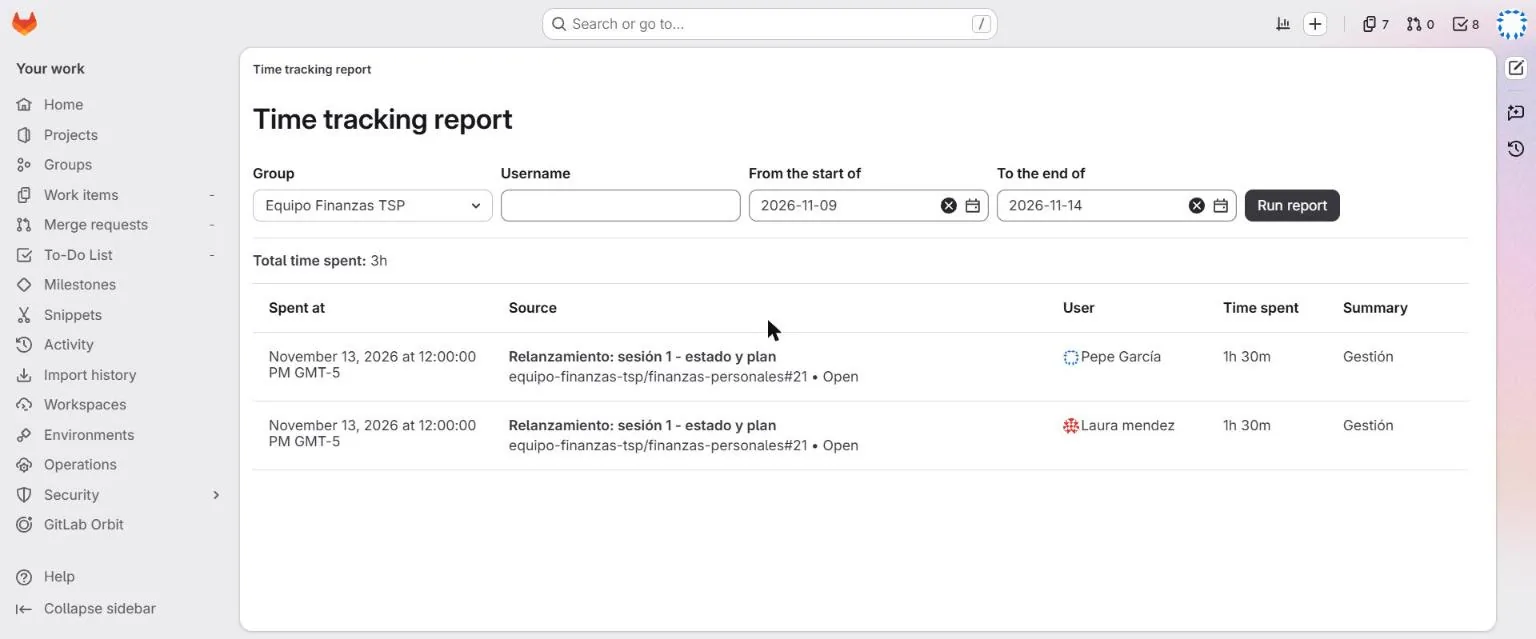 Search or go to...
/
7
0
8
Your work
Home
Projects
Groups
Work items -
Merge requests -
To-Do List -
Milestones
Snippets
Activity
Import history
Workspaces
Environments
Operations
Security
GitLab Orbit
Help
Collapse sidebar
Time tracking report
Time tracking report
Group Username From the start of To the end of
Equipo Finanzas TSP 2026-11-09 2026-11-14 Run report
Total time spent: 3h
Spent at Source User Time spent Summary
November 13, 2026 at 12:00:00 PM GMT-5
Relanzamiento: sesión 1 - estado y plan
equipo-finanzas-tsp/finanzas-personales#21 • Open
Pepe García 1h 30m Gestión
November 13, 2026 at 12:00:00 PM GMT-5
Relanzamiento: sesión 1 - estado y plan
equipo-finanzas-tsp/finanzas-personales#21 • Open
Laura mendez 1h 30m Gestión